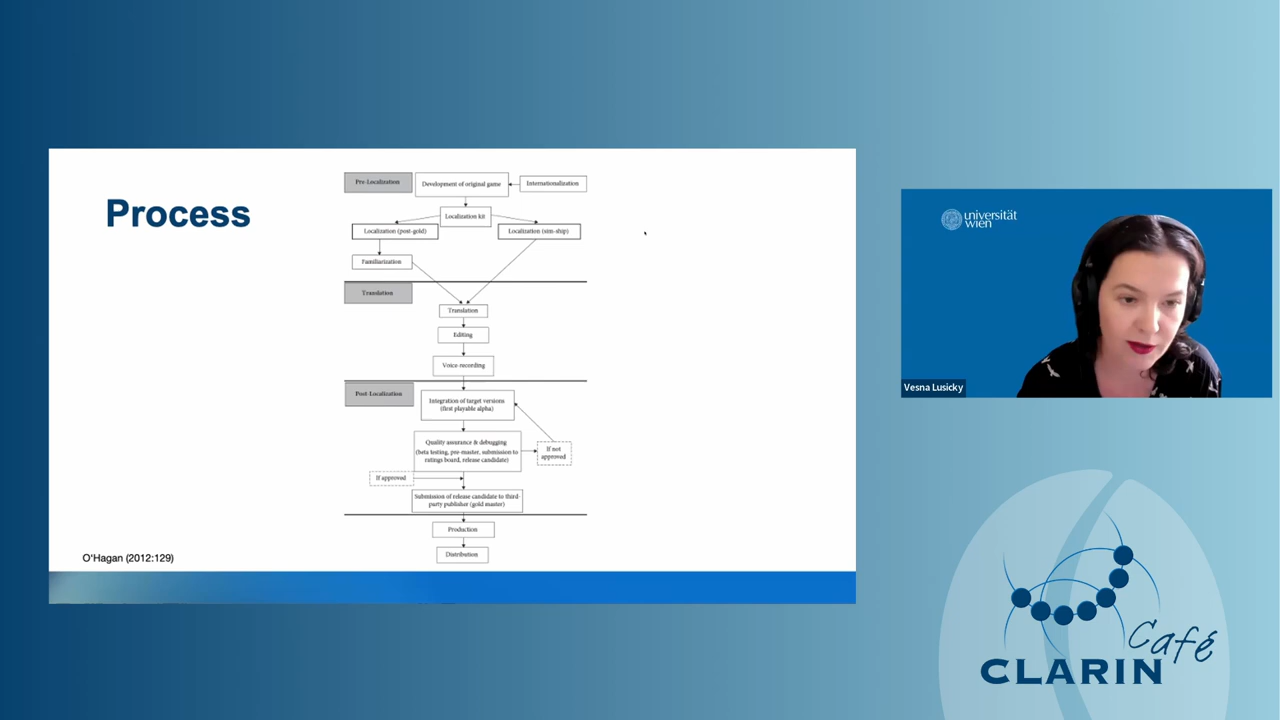 Process
Pre-Localization
Development of original game
Internationalization
Localization kit
Localization (post-gold)
Localization (sim-ship)
Familiarization
Translation
Translation
Editing
Voice-recording
Post-Localization
Integration of target versions
(first playable alpha)
Quality assurance & debugging
(beta testing, pre-master, submission to
ratings board, release candidate)
If not
approved
If approved
Submission of release candidate to third-
party publisher (gold master)
Production
Distribution
O'Hagan (2012:129)
universität
wien
Vesna Lusicky
Café
CLARIN